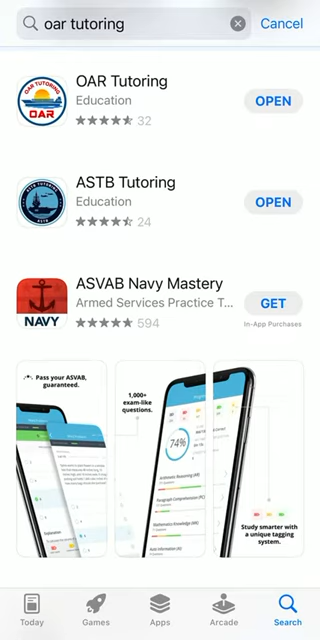 oar tutoring
Cancel
OAR TUTORING
OAR
OAR Tutoring
Education
32
OPEN
ASTB
ASTB Tutoring
Education
24
OPEN
NAVY
ASVAB Navy Mastery
Armed Services Practice T...
594
GET
In-App Purchases
Pass your ASVAB,
guaranteed.
1,000+
exam-like
questions.
74%
Arithmetic Reasoning (AR)
Paragraph Comprehension (PC)
Mathematics Knowledge (MK)
Study smarter with
a unique tagging
system.
Today
Games
Apps
Arcade
Search